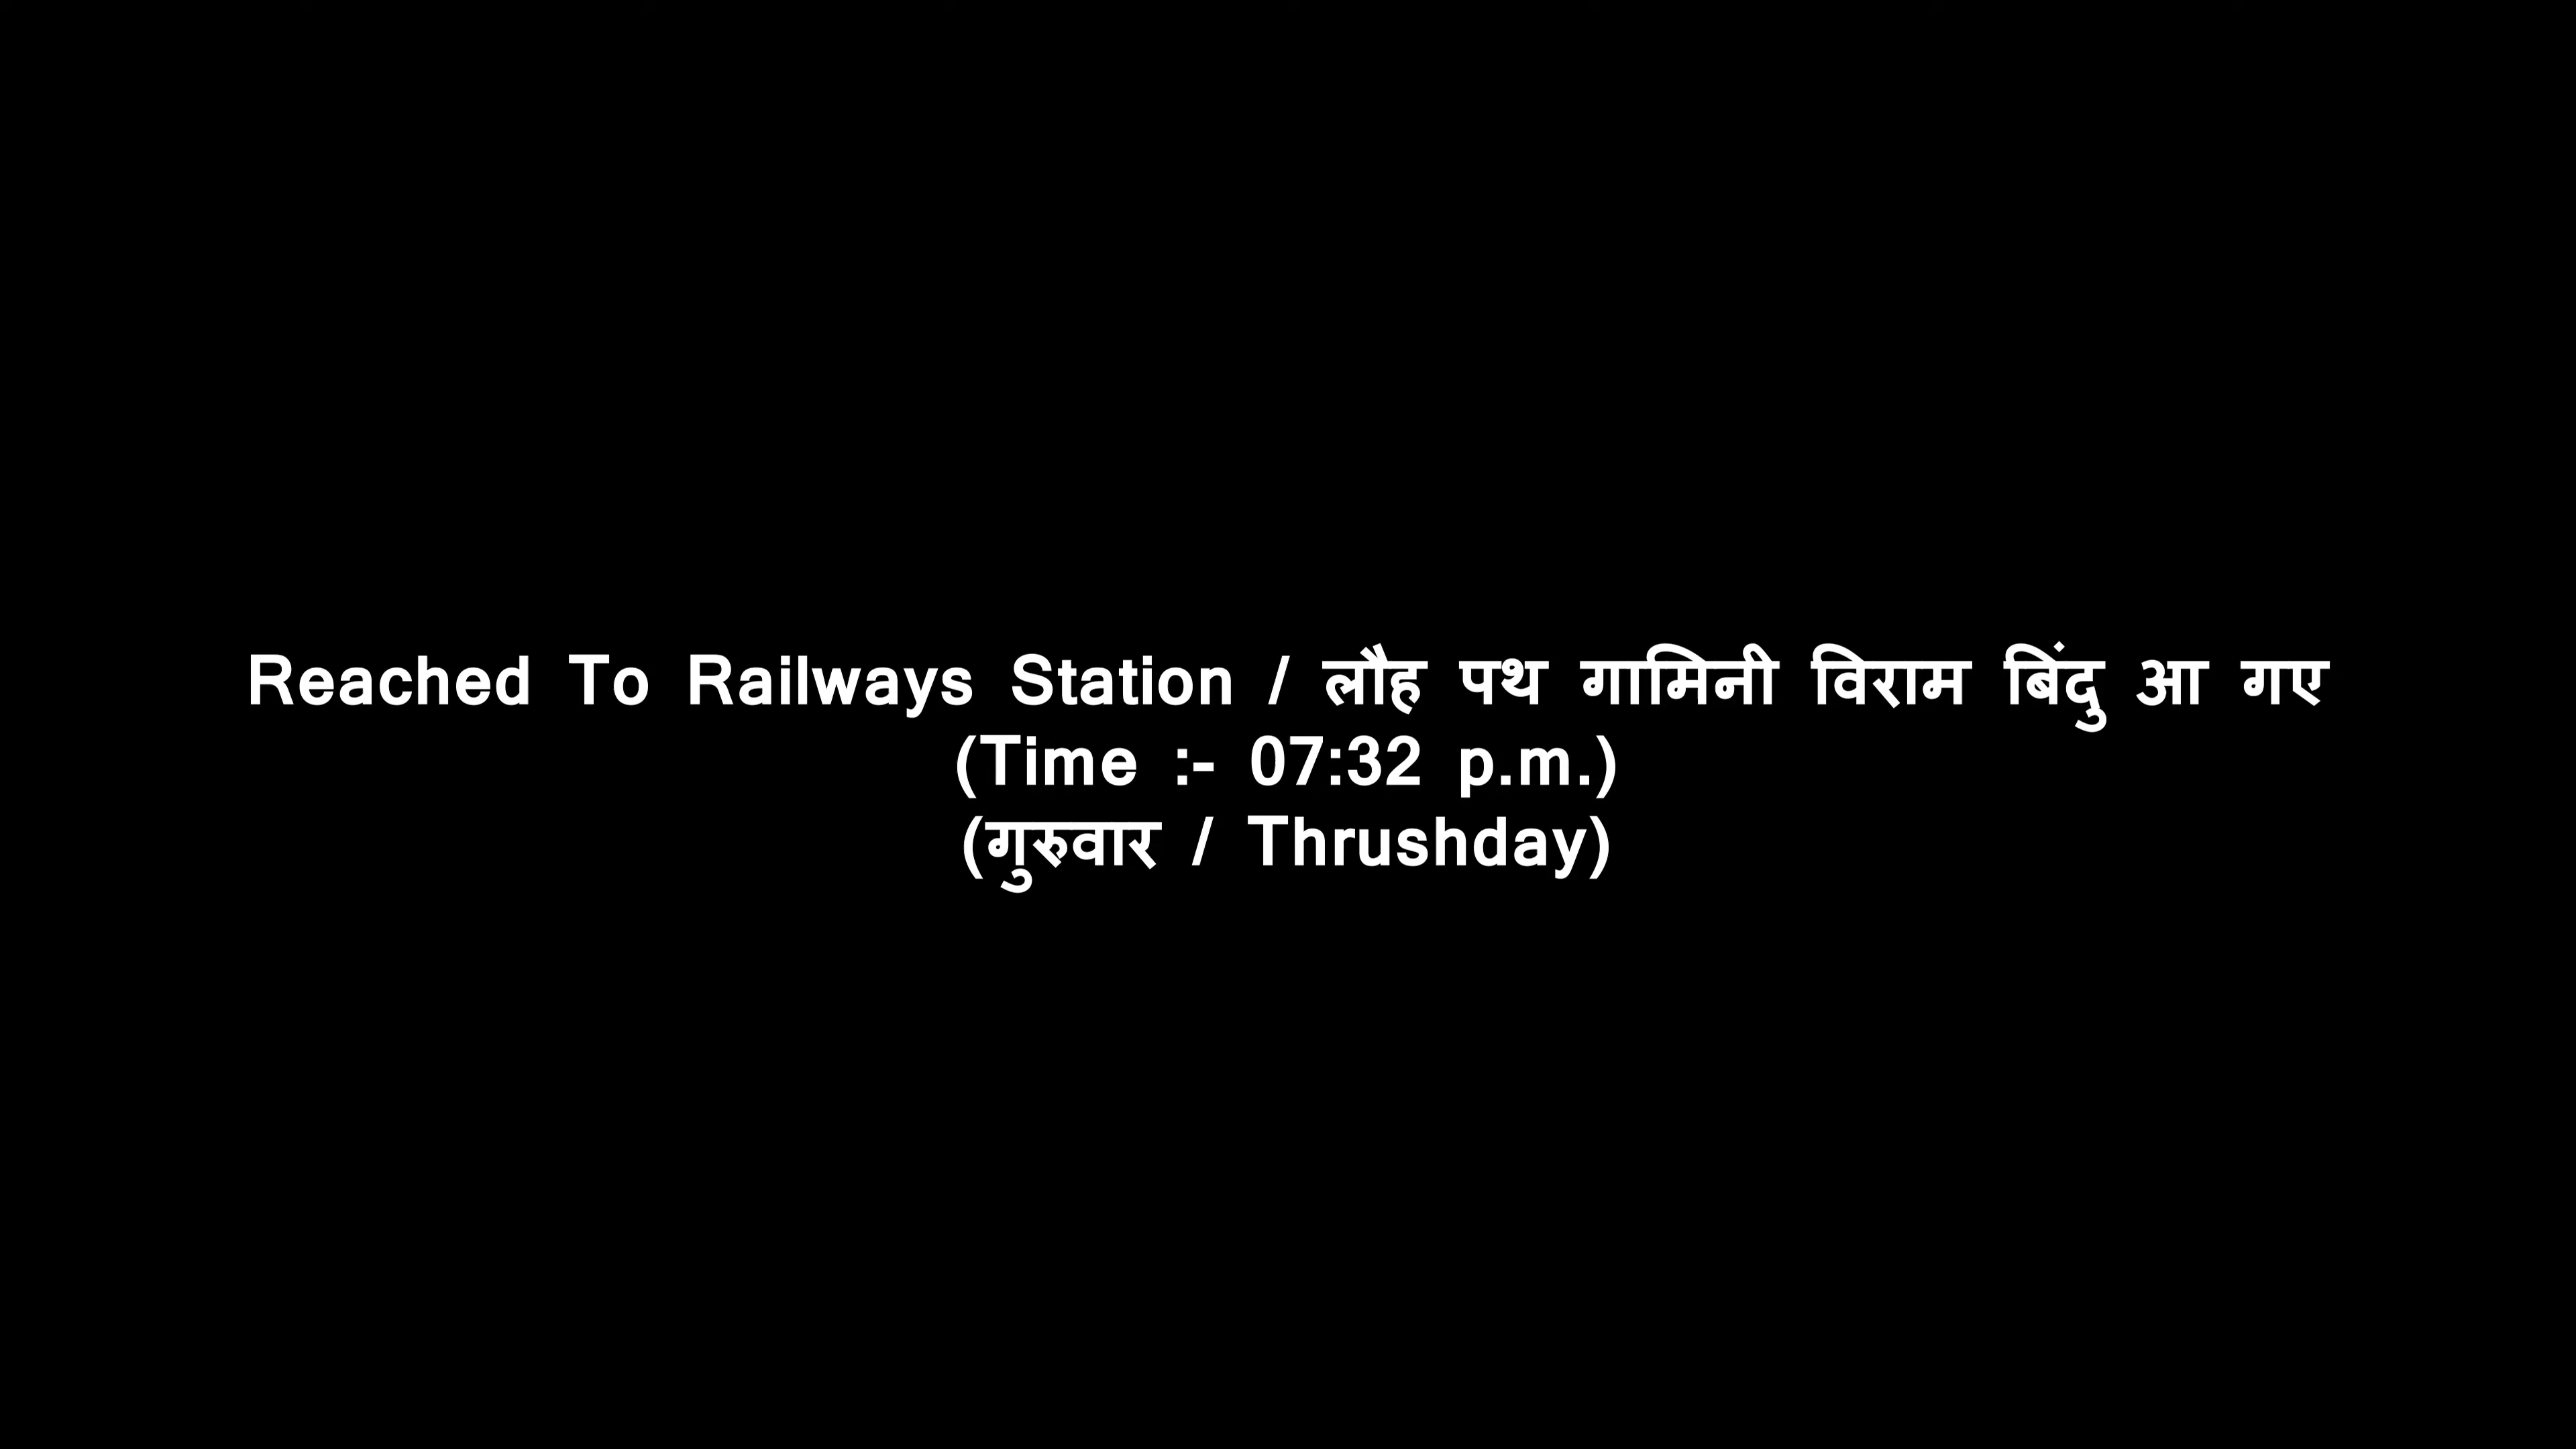 Reached To Railways Station / लौह पथ गामिनी विराम बिंदु आ गए
(Time :- 07:32 p.m.)
(गुरुवार / Thrushday)